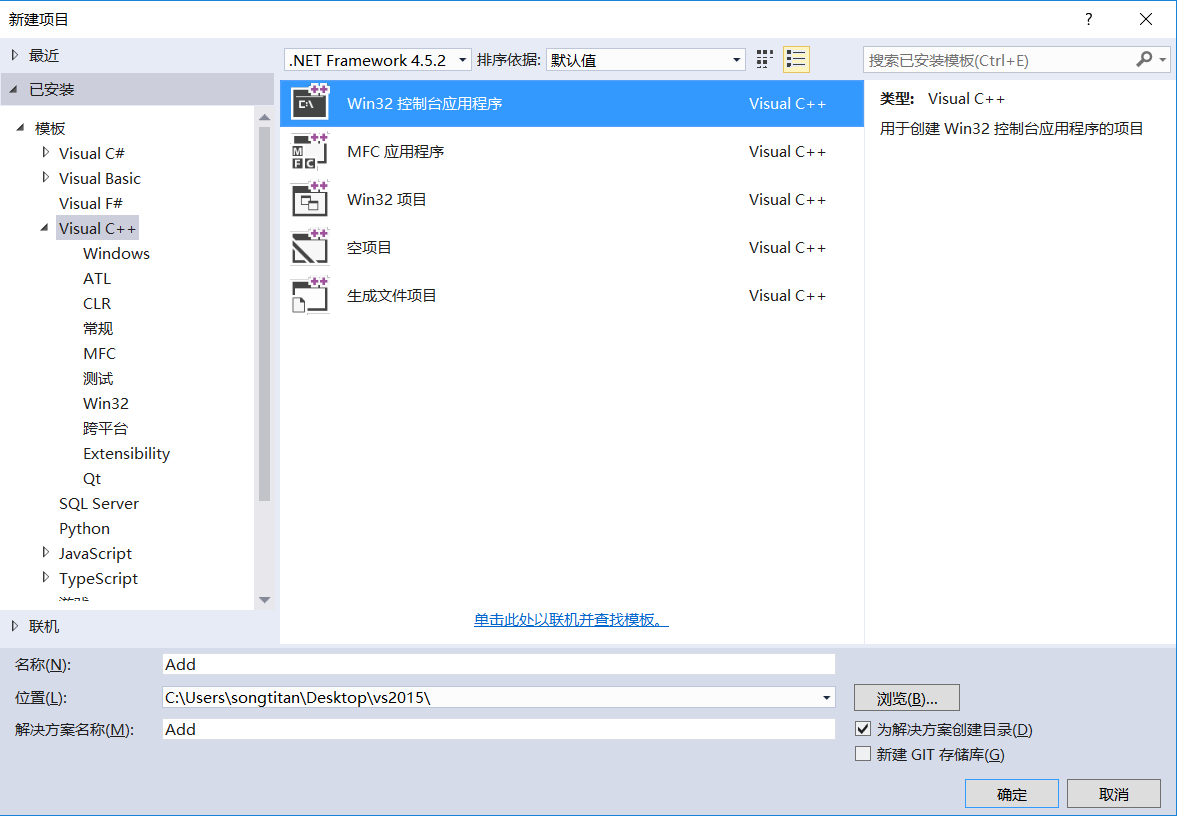 新建项目
?
最近
.NET Framework 4.5.2
排序依据:
默认值
搜索已安装模板(Ctrl+E)
已安装
模板
Visual C#
Visual Basic
Visual F#
Visual C++
Windows
ATL
CLR
常规
MFC
测试
Win32
跨平台
Extensibility
Qt
SQL Server
Python
JavaScript
TypeScript
联机
C:\
Win32 控制台应用程序 Visual C++
MFC
MFC 应用程序 Visual C++
Win32 项目 Visual C++
空项目 Visual C++
生成文件项目 Visual C++
单击此处以联机并查找模板。
类型: Visual C++
用于创建 Win32 控制台应用程序的项目
名称(N): Add
位置(L): C:\Users\songtitan\Desktop\vs2015\
浏览(B)...
解决方案名称(M): Add
为解决方案创建目录(D)
新建 GIT 存储库(G)
确定
取消